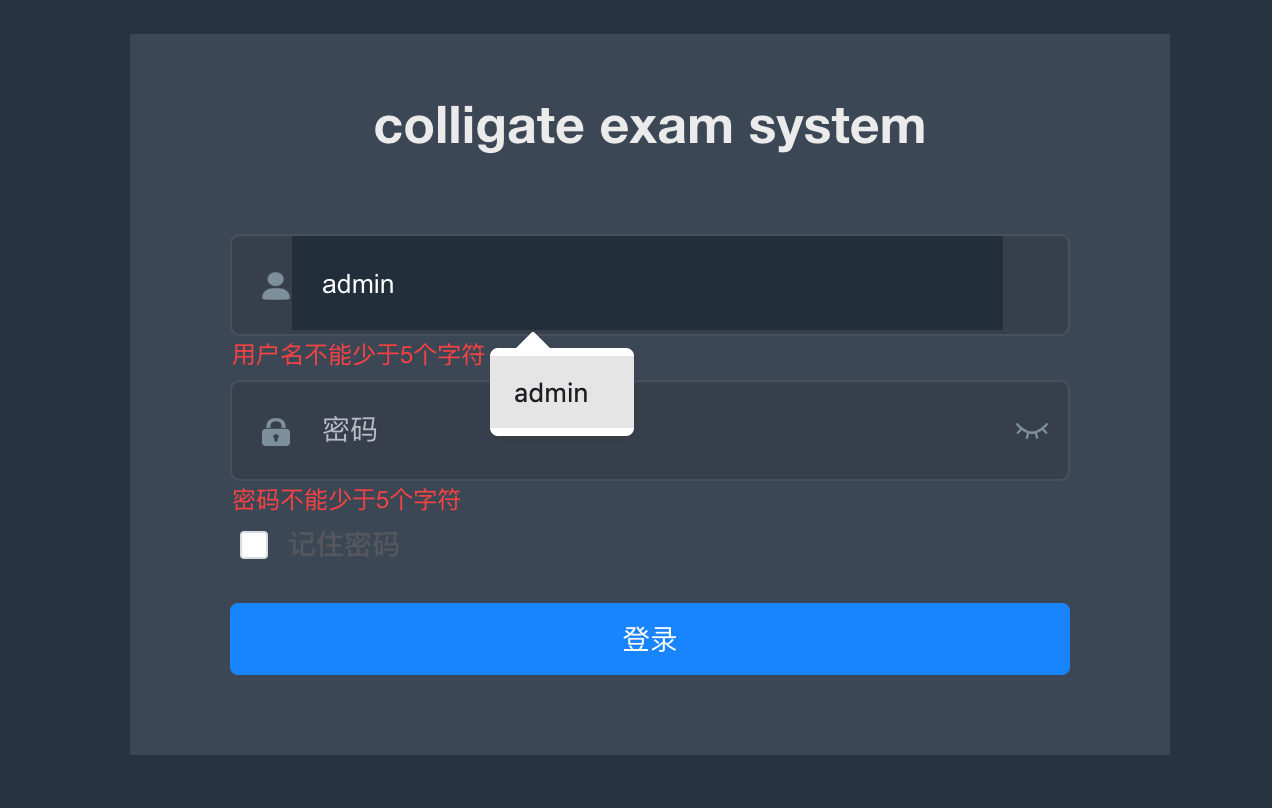 colligate exam system
admin
用户名不能少于5个字符
admin
密码
密码不能少于5个字符
记住密码
登录